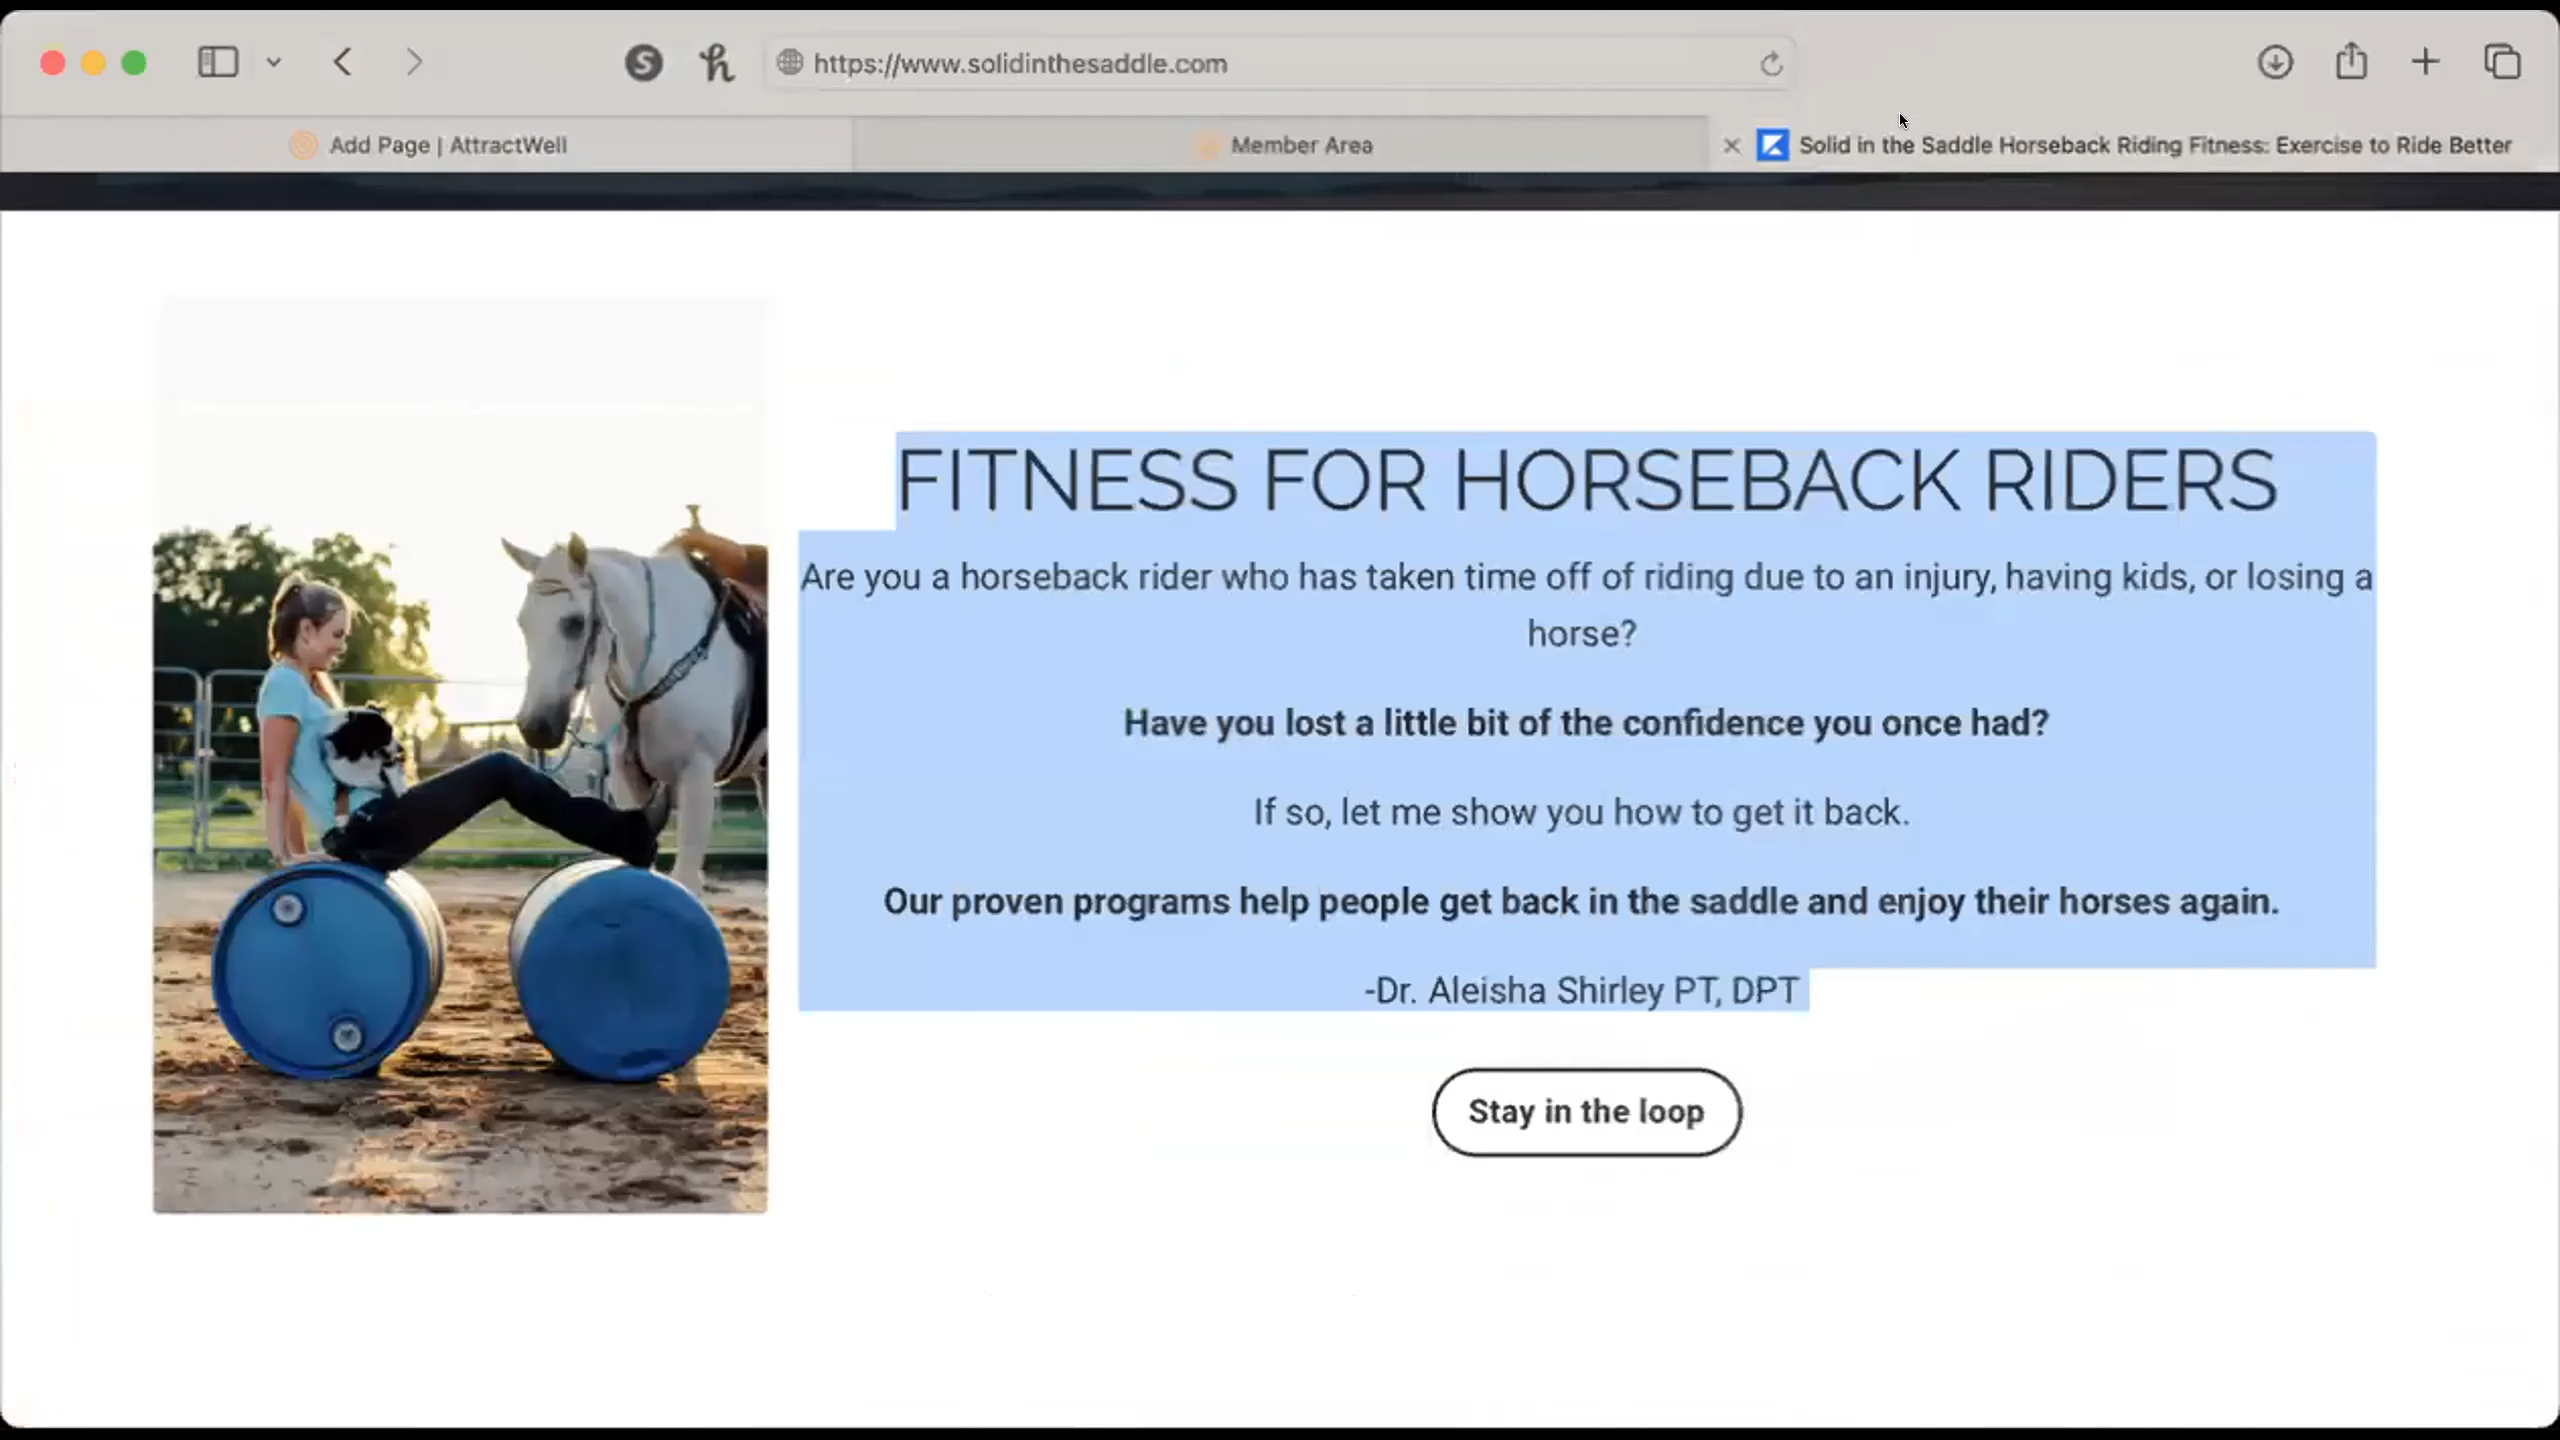 https://www.solidinthesaddle.com
Add Page | AttractWell
Member Area
Solid in the Saddle Horseback Riding Fitness: Exercise to Ride Better
FITNESS FOR HORSEBACK RIDERS
Are you a horseback rider who has taken time off of riding due to an injury, having kids, or losing a
horse?
Have you lost a little bit of the confidence you once had?
If so, let me show you how to get it back.
Our proven programs help people get back in the saddle and enjoy their horses again.
-Dr. Aleisha Shirley PT, DPT
Stay in the loop